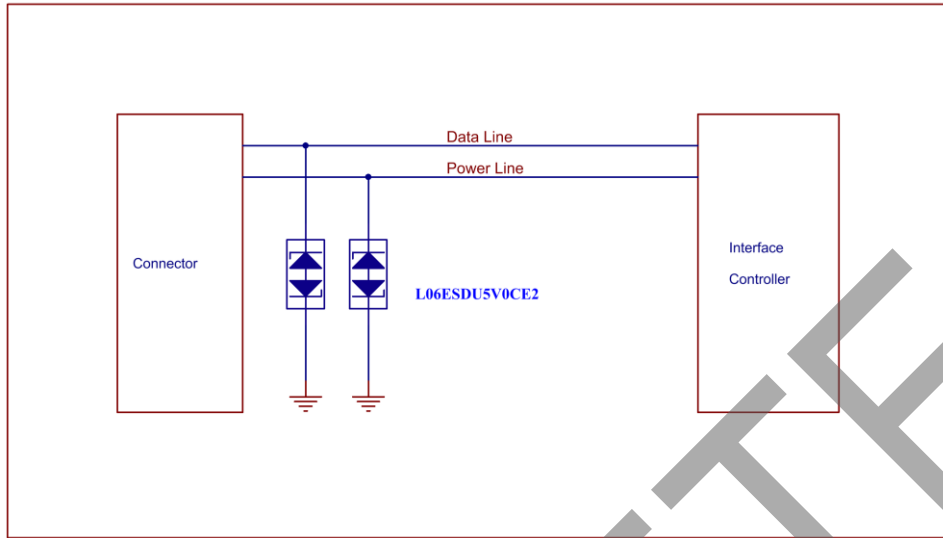 Data Line
Power Line
Connector
Interface
Controller
L06ESDU5V0CE2